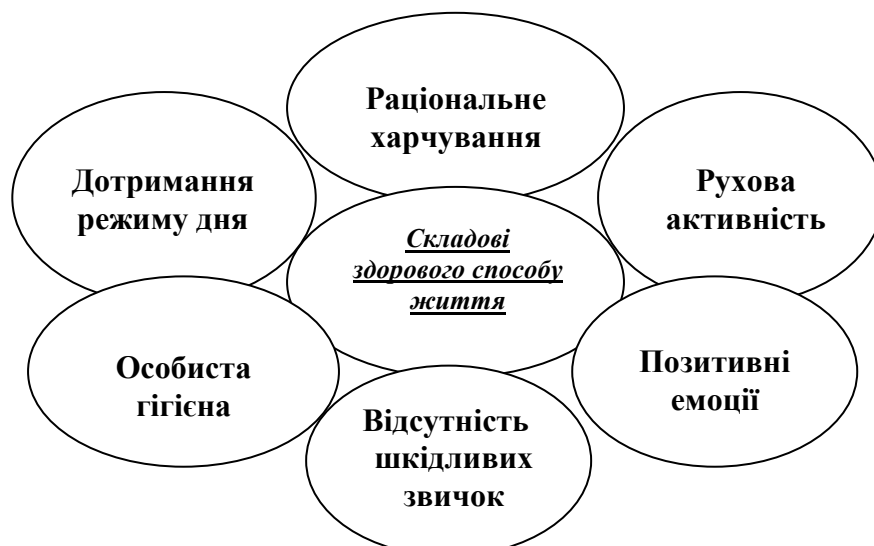 Раціональне
харчування
Дотримання
режиму дня
Рухова
активність
Складові
здорового способу
життя
Особиста
гігієна
Позитивні
емоції
Відсутність
шкідливих
звичок